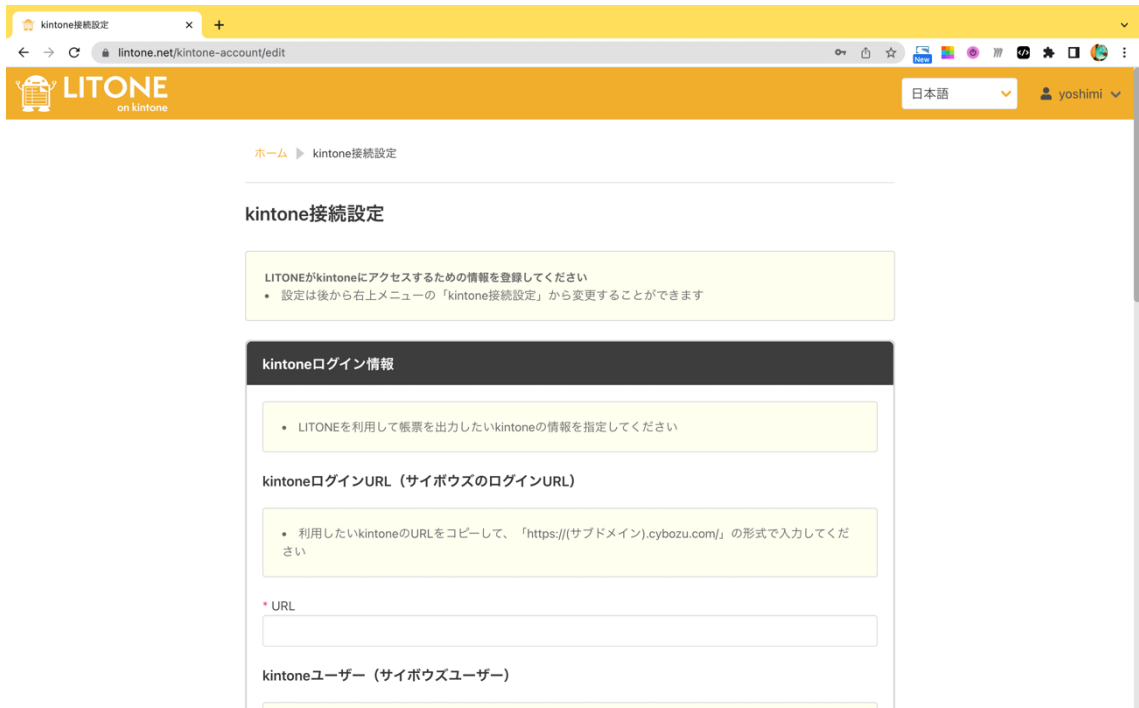 kintone接続設定
lintone.net/kintone-account/edit
New
LITONE
on kintone
日本語
yoshimi
ホーム
kintone接続設定
kintone接続設定
LITONEがkintoneにアクセスするための情報を登録してください
• 設定は後から右上メニューの「kintone接続設定」から変更することができます
kintoneログイン情報
• LITONEを利用して帳票を出力したいkintoneの情報を指定してください
kintoneログインURL（サイボウズのログインURL）
• 利用したいkintoneのURLをコピーして、「https://(サブドメイン).cybozu.com/」の形式で入力してくだ
さい
* URL
kintoneユーザー（サイボウズユーザー）